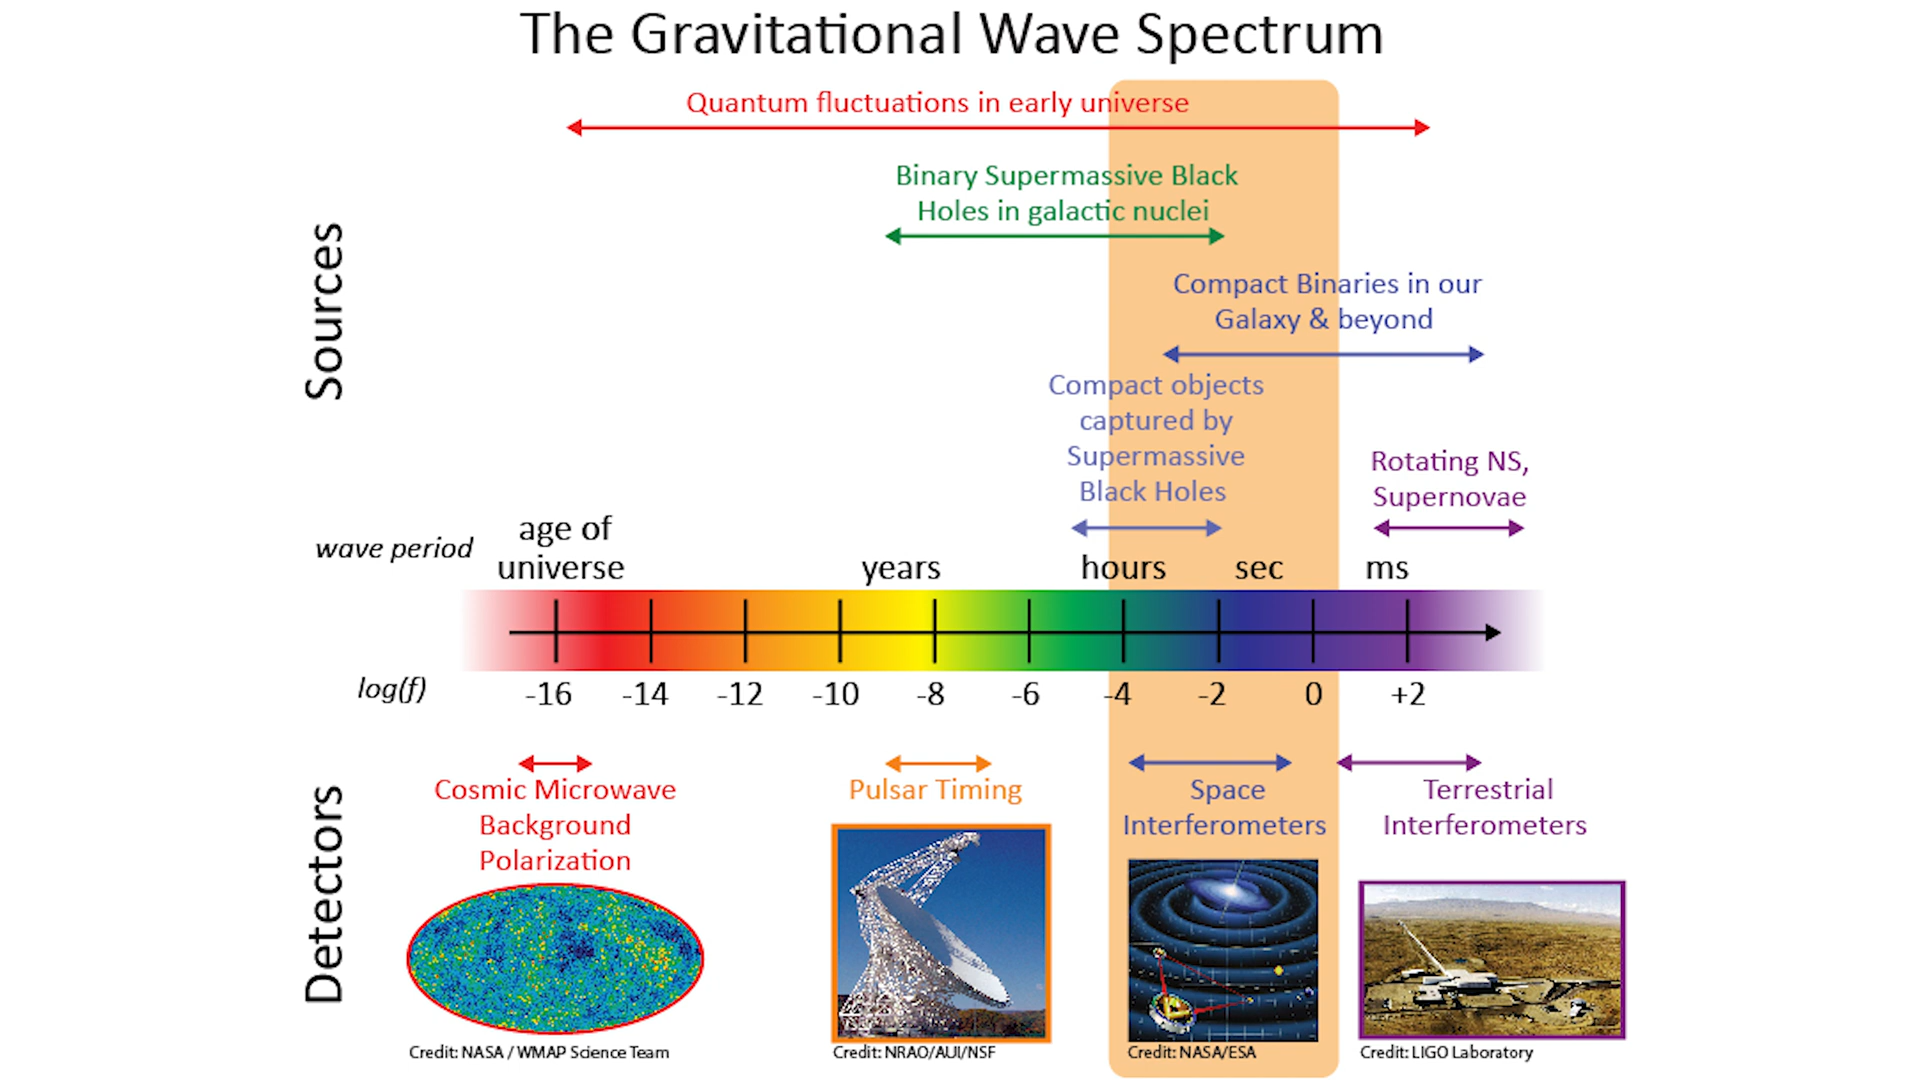 The Gravitational Wave Spectrum
Quantum fluctuations in early universe
Binary Supermassive Black
Holes in galactic nuclei
Sources
Compact Binaries in our
Galaxy & beyond
Compact objects
captured by
Supermassive
Black Holes
Rotating NS,
Supernovae
wave period
age of
universe
years
hours
sec
ms
log(f)
-16
-14
-12
-10
-8
-6
-4
-2
0
+2
Detectors
Cosmic Microwave
Background
Polarization
Pulsar Timing
Space
Interferometers
Terrestrial
Interferometers
Credit: NASA / WMAP Science Team
Credit: NRAO/AUI/NSF
Credit: NASA/ESA
Credit: LIGO Laboratory